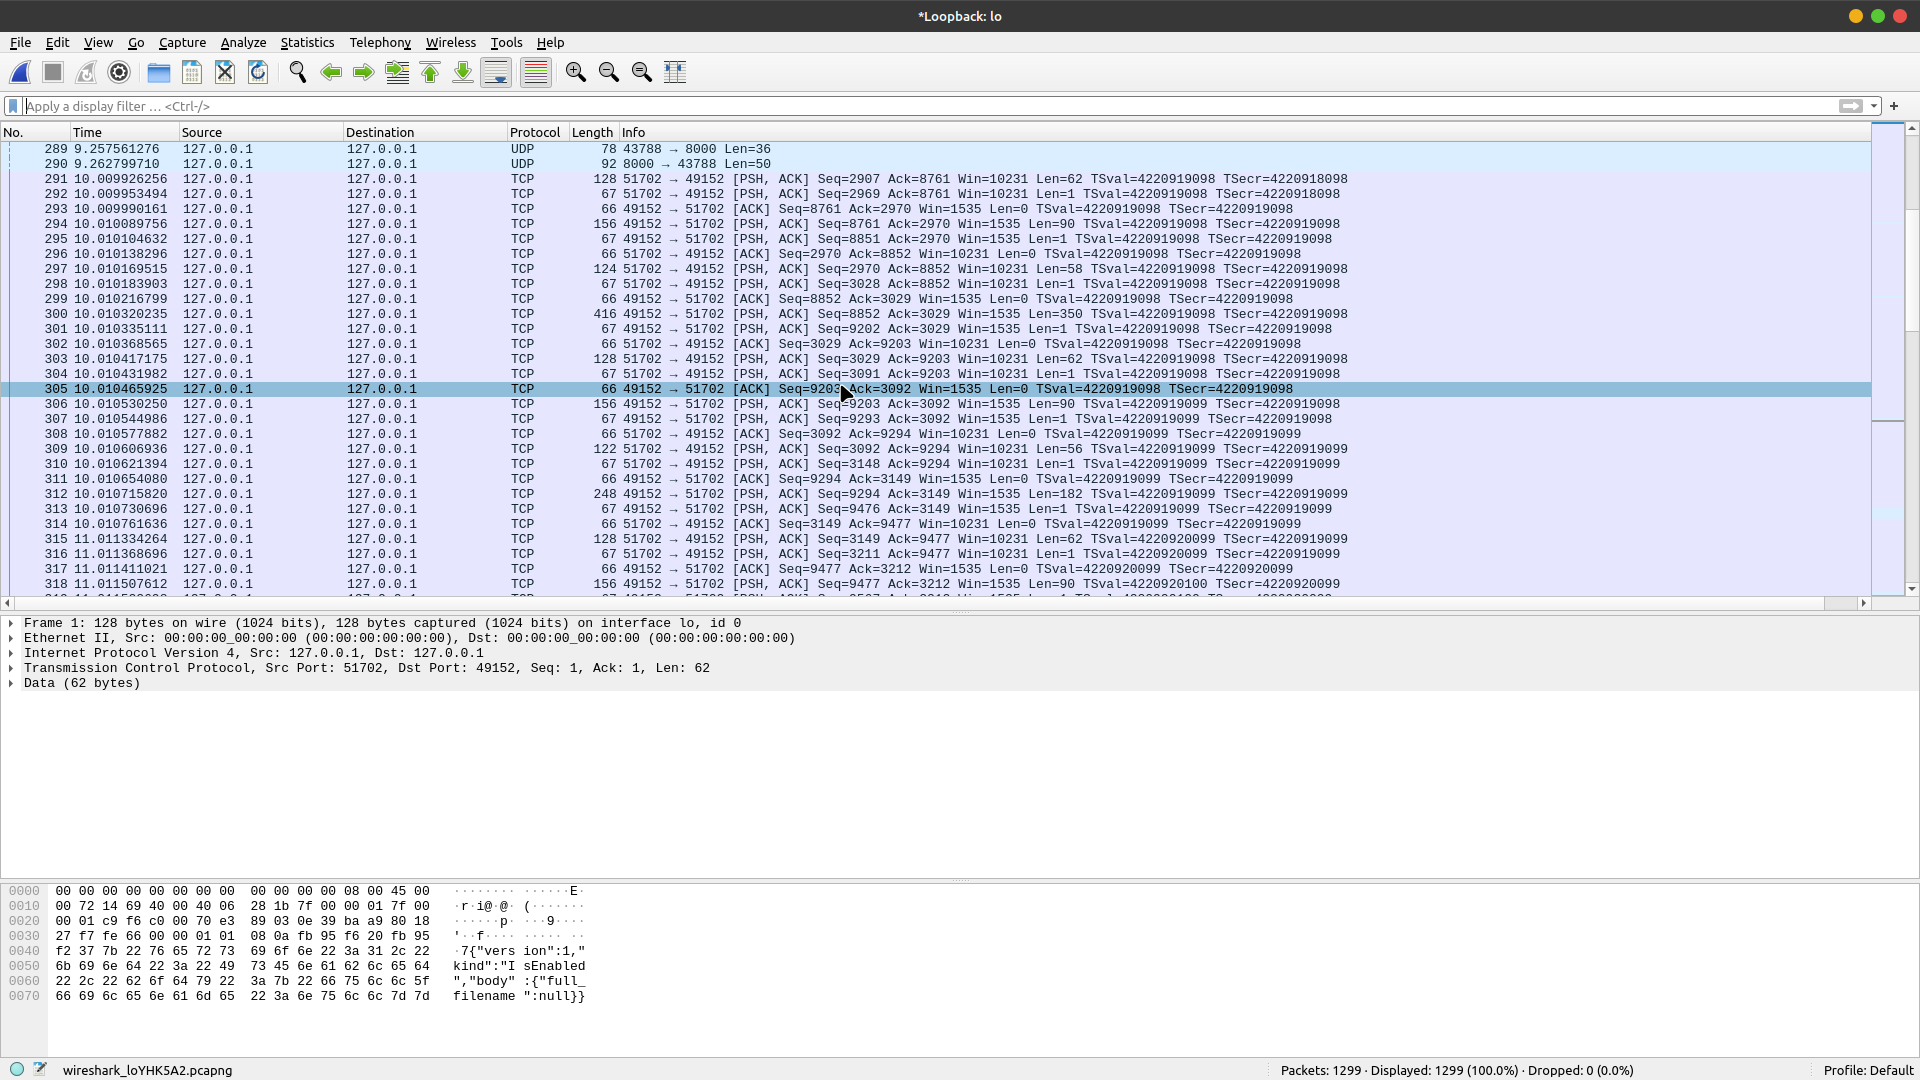 *Loopback: lo
File Edit View Go Capture Analyze Statistics Telephony Wireless Tools Help
Apply a display filter … <Ctrl-/>
No. Time Source Destination Protocol Length Info
289 9.257561276 127.0.0.1 127.0.0.1 UDP 78 43788 → 8000 Len=36
290 9.262799710 127.0.0.1 127.0.0.1 UDP 92 8000 → 43788 Len=50
291 10.009926256 127.0.0.1 127.0.0.1 TCP 128 51702 → 49152 [PSH, ACK] Seq=2907 Ack=8761 Win=10231 Len=62 TSval=4220919098 TSecr=4220918098
292 10.009953494 127.0.0.1 127.0.0.1 TCP 67 51702 → 49152 [PSH, ACK] Seq=2969 Ack=8761 Win=10231 Len=1 TSval=4220919098 TSecr=4220918098
293 10.009990161 127.0.0.1 127.0.0.1 TCP 66 49152 → 51702 [ACK] Seq=8761 Ack=2970 Win=1535 Len=0 TSval=4220919098 TSecr=4220919098
294 10.010089756 127.0.0.1 127.0.0.1 TCP 156 49152 → 51702 [PSH, ACK] Seq=8761 Ack=2970 Win=1535 Len=90 TSval=4220919098 TSecr=4220919098
295 10.010104632 127.0.0.1 127.0.0.1 TCP 67 49152 → 51702 [PSH, ACK] Seq=8851 Ack=2970 Win=1535 Len=1 TSval=4220919098 TSecr=4220919098
296 10.010138296 127.0.0.1 127.0.0.1 TCP 66 51702 → 49152 [ACK] Seq=2970 Ack=8852 Win=10231 Len=0 TSval=4220919098 TSecr=4220919098
297 10.010169515 127.0.0.1 127.0.0.1 TCP 124 51702 → 49152 [PSH, ACK] Seq=2970 Ack=8852 Win=10231 Len=58 TSval=4220919098 TSecr=4220919098
298 10.010183903 127.0.0.1 127.0.0.1 TCP 67 51702 → 49152 [PSH, ACK] Seq=3028 Ack=8852 Win=10231 Len=1 TSval=4220919098 TSecr=4220919098
299 10.010216799 127.0.0.1 127.0.0.1 TCP 66 49152 → 51702 [ACK] Seq=8852 Ack=3029 Win=1535 Len=0 TSval=4220919098 TSecr=4220919098
300 10.010320235 127.0.0.1 127.0.0.1 TCP 416 49152 → 51702 [PSH, ACK] Seq=8852 Ack=3029 Win=1535 Len=350 TSval=4220919098 TSecr=4220919098
301 10.010335111 127.0.0.1 127.0.0.1 TCP 67 49152 → 51702 [PSH, ACK] Seq=9202 Ack=3029 Win=1535 Len=1 TSval=4220919098 TSecr=4220919098
302 10.010368565 127.0.0.1 127.0.0.1 TCP 66 51702 → 49152 [ACK] Seq=3029 Ack=9203 Win=10231 Len=0 TSval=4220919098 TSecr=4220919098
303 10.010417175 127.0.0.1 127.0.0.1 TCP 128 51702 → 49152 [PSH, ACK] Seq=3029 Ack=9203 Win=10231 Len=62 TSval=4220919098 TSecr=4220919098
304 10.010431982 127.0.0.1 127.0.0.1 TCP 67 51702 → 49152 [PSH, ACK] Seq=3091 Ack=9203 Win=10231 Len=1 TSval=4220919098 TSecr=4220919098
305 10.010465925 127.0.0.1 127.0.0.1 TCP 66 49152 → 51702 [ACK] Seq=9203 Ack=3092 Win=1535 Len=0 TSval=4220919098 TSecr=4220919098
306 10.010530250 127.0.0.1 127.0.0.1 TCP 156 49152 → 51702 [PSH, ACK] Seq=9203 Ack=3092 Win=1535 Len=90 TSval=4220919099 TSecr=4220919098
307 10.010544986 127.0.0.1 127.0.0.1 TCP 67 49152 → 51702 [PSH, ACK] Seq=9293 Ack=3092 Win=1535 Len=1 TSval=4220919099 TSecr=4220919098
308 10.010577882 127.0.0.1 127.0.0.1 TCP 66 51702 → 49152 [ACK] Seq=3092 Ack=9294 Win=10231 Len=0 TSval=4220919099 TSecr=4220919099
309 10.010606936 127.0.0.1 127.0.0.1 TCP 122 51702 → 49152 [PSH, ACK] Seq=3092 Ack=9294 Win=10231 Len=56 TSval=4220919099 TSecr=4220919099
310 10.010621394 127.0.0.1 127.0.0.1 TCP 67 51702 → 49152 [PSH, ACK] Seq=3148 Ack=9294 Win=10231 Len=1 TSval=4220919099 TSecr=4220919099
311 10.010654080 127.0.0.1 127.0.0.1 TCP 66 49152 → 51702 [ACK] Seq=9294 Ack=3149 Win=1535 Len=0 TSval=4220919099 TSecr=4220919099
312 10.010715820 127.0.0.1 127.0.0.1 TCP 248 49152 → 51702 [PSH, ACK] Seq=9294 Ack=3149 Win=1535 Len=182 TSval=4220919099 TSecr=4220919099
313 10.010730696 127.0.0.1 127.0.0.1 TCP 67 49152 → 51702 [PSH, ACK] Seq=9476 Ack=3149 Win=1535 Len=1 TSval=4220919099 TSecr=4220919099
314 10.010761636 127.0.0.1 127.0.0.1 TCP 66 51702 → 49152 [ACK] Seq=3149 Ack=9477 Win=10231 Len=0 TSval=4220919099 TSecr=4220919099
315 11.011334264 127.0.0.1 127.0.0.1 TCP 128 51702 → 49152 [PSH, ACK] Seq=3149 Ack=9477 Win=10231 Len=62 TSval=4220920099 TSecr=4220919099
316 11.011368696 127.0.0.1 127.0.0.1 TCP 67 51702 → 49152 [PSH, ACK] Seq=3211 Ack=9477 Win=10231 Len=1 TSval=4220920099 TSecr=4220919099
317 11.011411021 127.0.0.1 127.0.0.1 TCP 66 49152 → 51702 [ACK] Seq=9477 Ack=3212 Win=1535 Len=0 TSval=4220920099 TSecr=4220920099
318 11.011507612 127.0.0.1 127.0.0.1 TCP 156 49152 → 51702 [PSH, ACK] Seq=9477 Ack=3212 Win=1535 Len=90 TSval=4220920100 TSecr=4220920099
Frame 1: 128 bytes on wire (1024 bits), 128 bytes captured (1024 bits) on interface lo, id 0
Ethernet II, Src: 00:00:00_00:00:00 (00:00:00:00:00:00), Dst: 00:00:00_00:00:00 (00:00:00:00:00:00)
Internet Protocol Version 4, Src: 127.0.0.1, Dst: 127.0.0.1
Transmission Control Protocol, Src Port: 51702, Dst Port: 49152, Seq: 1, Ack: 1, Len: 62
Data (62 bytes)
0000 00 00 00 00 00 00 00 00 00 00 00 00 08 00 45 00 ········ ······E·
0010 00 72 14 69 40 00 40 06 28 1b 7f 00 00 01 7f 00 ·r·i@·@· (·······
0020 00 01 c9 f6 c0 00 70 e3 89 03 0e 39 ba a9 80 18 ······p· ···9····
0030 27 f7 fe 66 00 00 01 01 08 0a fb 95 f6 20 fb 95 '··f···· ····· ··
0040 f2 37 7b 22 76 65 72 73 69 6f 6e 22 3a 31 2c 22 ·7{"vers ion":1,"
0050 6b 69 6e 64 22 3a 22 49 73 45 6e 61 62 6c 65 64 kind":"I sEnabled
0060 22 2c 22 62 6f 64 79 22 3a 7b 22 66 75 6c 6c 5f ","body" :{"full_
0070 66 69 6c 65 6e 61 6d 65 22 3a 6e 75 6c 6c 7d 7d filename ":null}}
wireshark_loYHK5A2.pcapng Packets: 1299 · Displayed: 1299 (100.0%) · Dropped: 0 (0.0%) Profile: Default